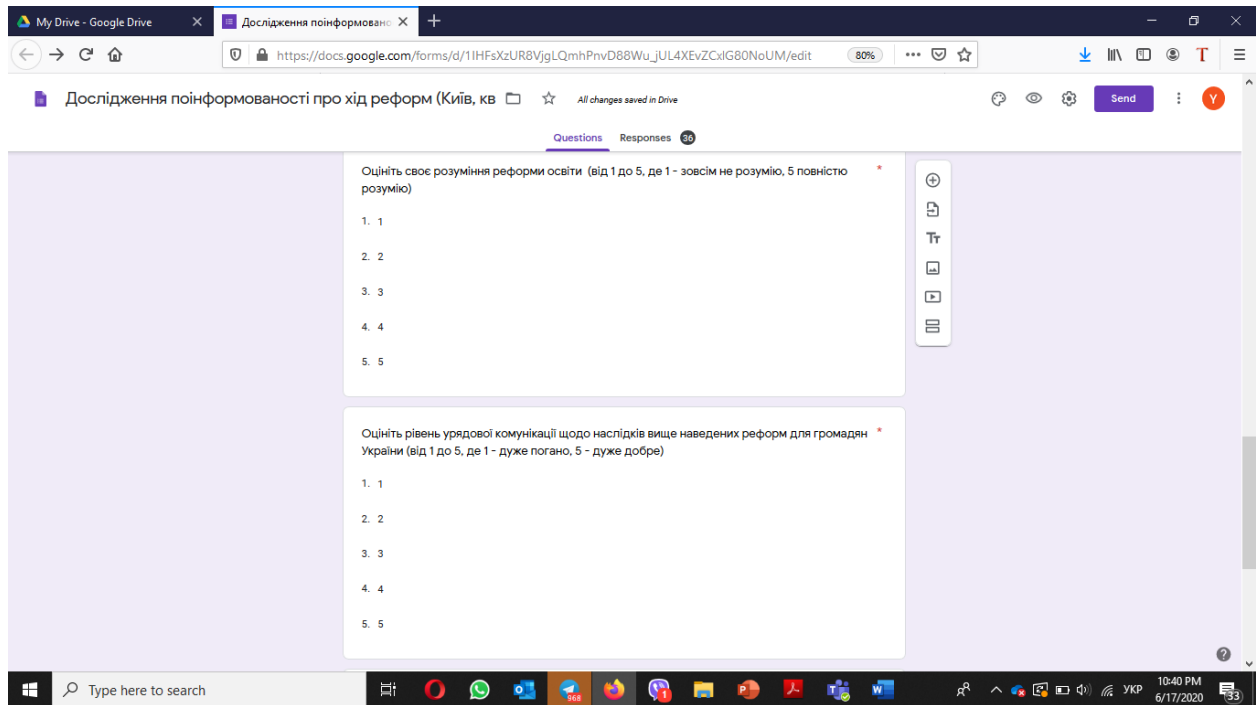 My Drive - Google Drive
Дослідження поінформовано
https://docs.google.com/forms/d/1IHFsXzUR8VjgLQmhPnvD88Wu_jUL4XEvZCxlG80NoUM/edit
80%
Дослідження поінформованості про хід реформ (Київ, кв
All changes saved in Drive
Send
Y
Questions
Responses 36
Оцініть своє розуміння реформи освіти (від 1 до 5, де 1 - зовсім не розумію, 5 повністю *
розумію)
1. 1
2. 2
3. 3
4. 4
5. 5
Оцініть рівень урядової комунікації щодо наслідків вище наведених реформ для громадян *
України (від 1 до 5, де 1 - дуже погано, 5 - дуже добре)
1. 1
2. 2
3. 3
4. 4
5. 5
Type here to search
968
1
УКР
10:40 PM
6/17/2020
33